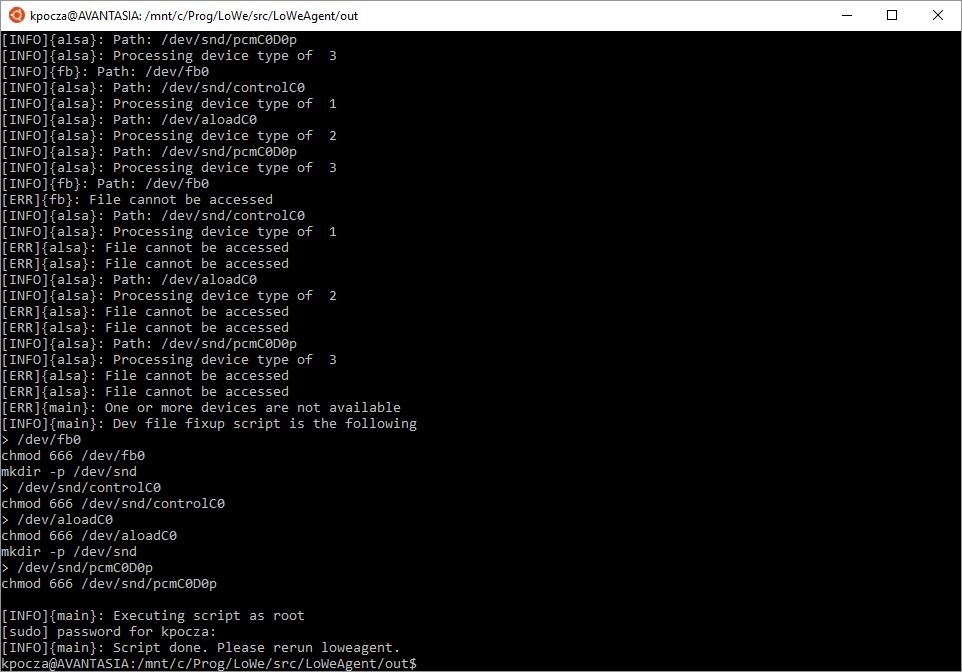 kpocza@AVANTASIA: /mnt/c/Prog/LoWe/src/LoWeAgent/out
[INFO]{alsa}: Path: /dev/snd/pcmC0D0p
[INFO]{alsa}: Processing device type of  3
[INFO]{fb}: Path: /dev/fb0
[INFO]{alsa}: Path: /dev/snd/controlC0
[INFO]{alsa}: Processing device type of  1
[INFO]{alsa}: Path: /dev/aloadC0
[INFO]{alsa}: Processing device type of  2
[INFO]{alsa}: Path: /dev/snd/pcmC0D0p
[INFO]{alsa}: Processing device type of  3
[INFO]{fb}: Path: /dev/fb0
[ERR]{fb}: File cannot be accessed
[INFO]{alsa}: Path: /dev/snd/controlC0
[INFO]{alsa}: Processing device type of  1
[ERR]{alsa}: File cannot be accessed
[ERR]{alsa}: File cannot be accessed
[INFO]{alsa}: Path: /dev/aloadC0
[INFO]{alsa}: Processing device type of  2
[ERR]{alsa}: File cannot be accessed
[ERR]{alsa}: File cannot be accessed
[INFO]{alsa}: Path: /dev/snd/pcmC0D0p
[INFO]{alsa}: Processing device type of  3
[ERR]{alsa}: File cannot be accessed
[ERR]{alsa}: File cannot be accessed
[ERR]{main}: One or more devices are not available
[INFO]{main}: Dev file fixup script is the following
> /dev/fb0
chmod 666 /dev/fb0
mkdir -p /dev/snd
> /dev/snd/controlC0
chmod 666 /dev/snd/controlC0
> /dev/aloadC0
chmod 666 /dev/aloadC0
mkdir -p /dev/snd
> /dev/snd/pcmC0D0p
chmod 666 /dev/snd/pcmC0D0p
[INFO]{main}: Executing script as root
[sudo] password for kpocza:
[INFO]{main}: Script done. Please rerun loweagent.
kpocza@AVANTASIA:/mnt/c/Prog/LoWe/src/LoWeAgent/out$